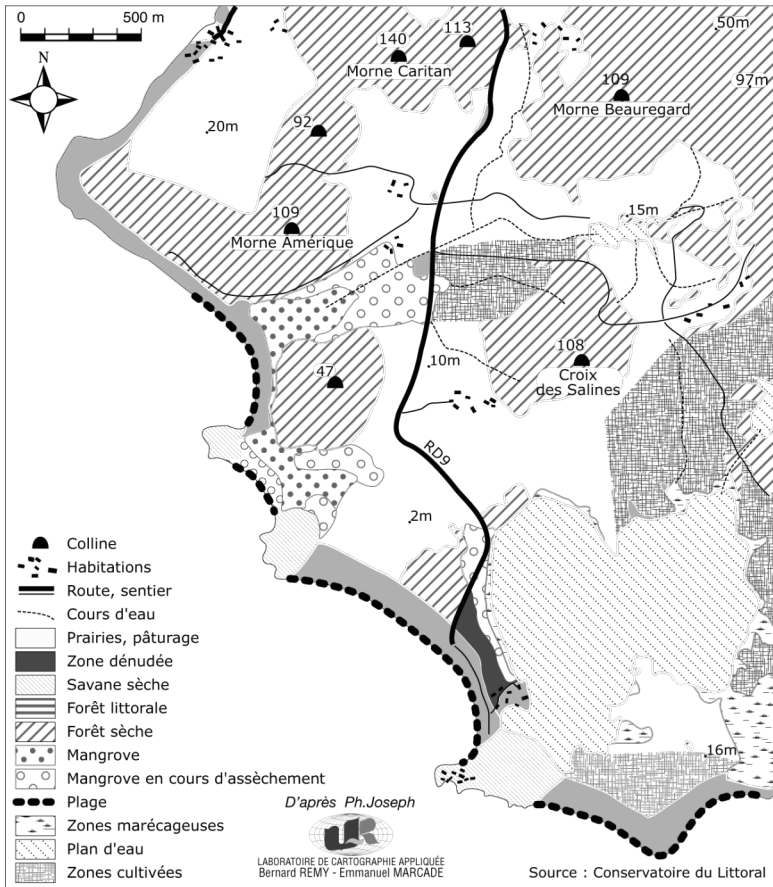 0 500 m
N
140
113
Morne Caritan
50m
109
97m
Morne Beauregard
92
20m
109
Morne Amérique
15m
47
10m
108
Croix
des Salines
RD9
2m
16m
Colline
Habitations
Route, sentier
Cours d'eau
Prairies, pâturage
Zone dénudée
Savane sèche
Forêt littorale
Forêt sèche
Mangrove
Mangrove en cours d'assèchement
Plage
Zones marécageuses
Plan d'eau
Zones cultivées
D'après Ph.Joseph
LABORATOIRE DE CARTOGRAPHIE APPLIQUÉE
Bernard REMY - Emmanuel MARCADE
Source : Conservatoire du Littoral